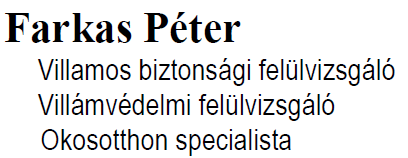 Farkas Péter
Villamos biztonsági felülvizsgáló
Villámvédelmi felülvizsgáló
Okosotthon specialista